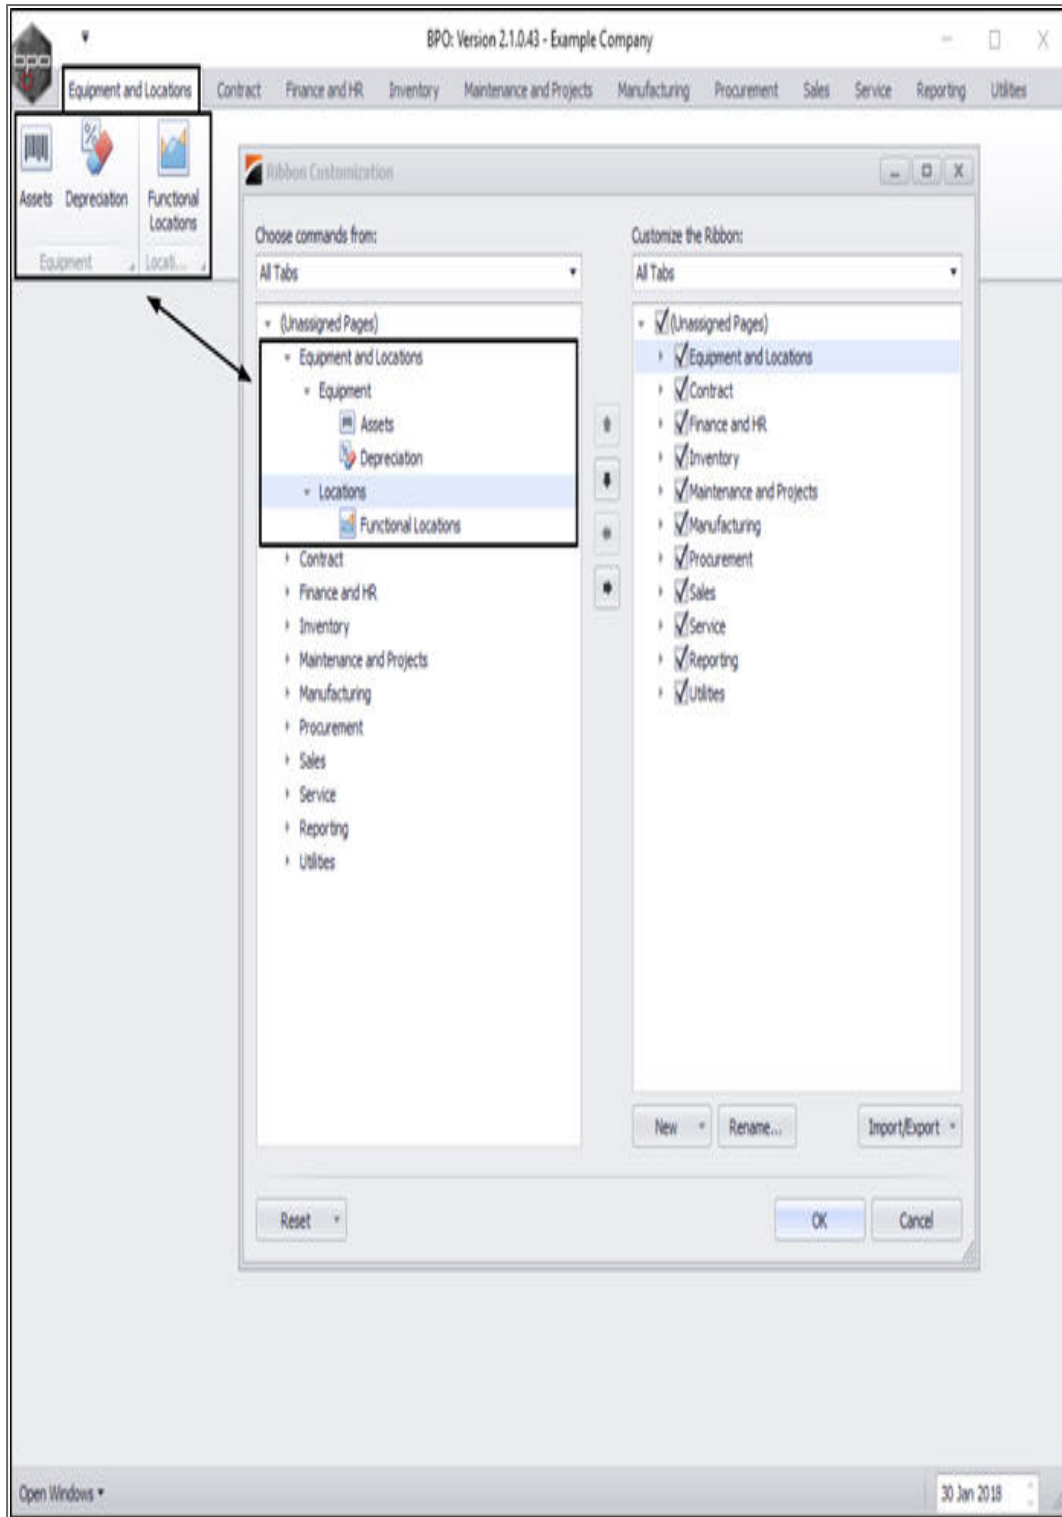 BPO: Version 2.1.0.43 - Example Company
bpo
Equipment and Locations Contract Finance and HR Inventory Maintenance and Projects Manufacturing Procurement Sales Service Reporting Utilities
Assets Depreciation Functional Locations
Equipment Locati...
Ribbon Customization
Choose commands from: Customize the Ribbon:
All Tabs All Tabs
(Unassigned Pages) (Unassigned Pages)
Equipment and Locations Equipment and Locations
Equipment Contract
Assets Finance and HR
Depreciation Inventory
Locations Maintenance and Projects
Functional Locations Manufacturing
Contract Procurement
Finance and HR Sales
Inventory Service
Maintenance and Projects Reporting
Manufacturing Utilities
Procurement
Sales
Service
Reporting
Utilities
New Rename... Import/Export
Reset OK Cancel
Open Windows 30 Jan 2018